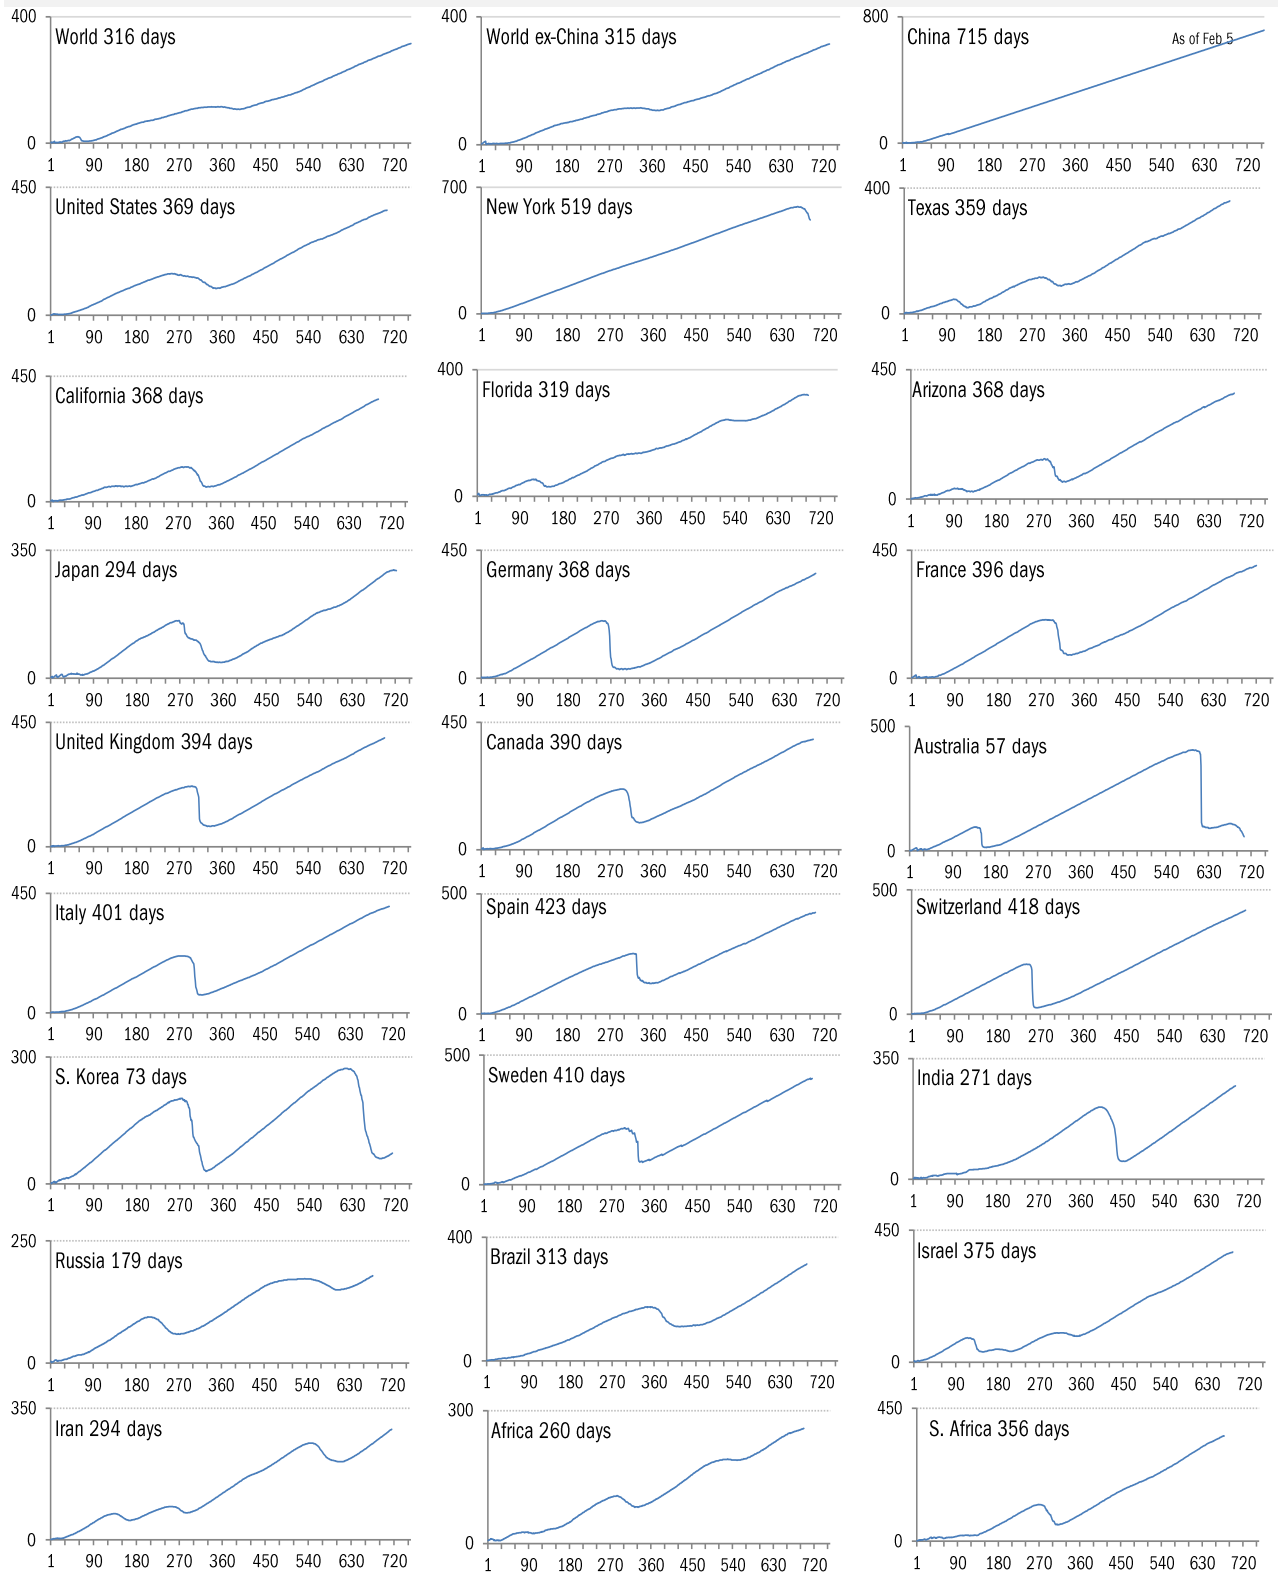 400
World 316 days
0
1 90 180 270 360 450 540 630 720
400
World ex-China 315 days
0
1 90 180 270 360 450 540 630 720
800
China 715 days
As of Feb 5
0
1 90 180 270 360 450 540 630 720
450
United States 369 days
0
1 90 180 270 360 450 540 630 720
700
New York 519 days
0
1 90 180 270 360 450 540 630 720
400
Texas 359 days
0
1 90 180 270 360 450 540 630 720
450
California 368 days
0
1 90 180 270 360 450 540 630 720
400
Florida 319 days
0
1 90 180 270 360 450 540 630 720
450
Arizona 368 days
0
1 90 180 270 360 450 540 630 720
350
Japan 294 days
0
1 90 180 270 360 450 540 630 720
450
Germany 368 days
0
1 90 180 270 360 450 540 630 720
450
France 396 days
0
1 90 180 270 360 450 540 630 720
450
United Kingdom 394 days
0
1 90 180 270 360 450 540 630 720
450
Canada 390 days
0
1 90 180 270 360 450 540 630 720
500
Australia 57 days
0
1 90 180 270 360 450 540 630 720
450
Italy 401 days
0
1 90 180 270 360 450 540 630 720
500
Spain 423 days
0
1 90 180 270 360 450 540 630 720
500
Switzerland 418 days
0
1 90 180 270 360 450 540 630 720
300
S. Korea 73 days
0
1 90 180 270 360 450 540 630 720
500
Sweden 410 days
0
1 90 180 270 360 450 540 630 720
350
India 271 days
0
1 90 180 270 360 450 540 630 720
250
Russia 179 days
0
1 90 180 270 360 450 540 630 720
400
Brazil 313 days
0
1 90 180 270 360 450 540 630 720
450
Israel 375 days
0
1 90 180 270 360 450 540 630 720
350
Iran 294 days
0
1 90 180 270 360 450 540 630 720
300
Africa 260 days
0
1 90 180 270 360 450 540 630 720
450
S. Africa 356 days
0
1 90 180 270 360 450 540 630 720